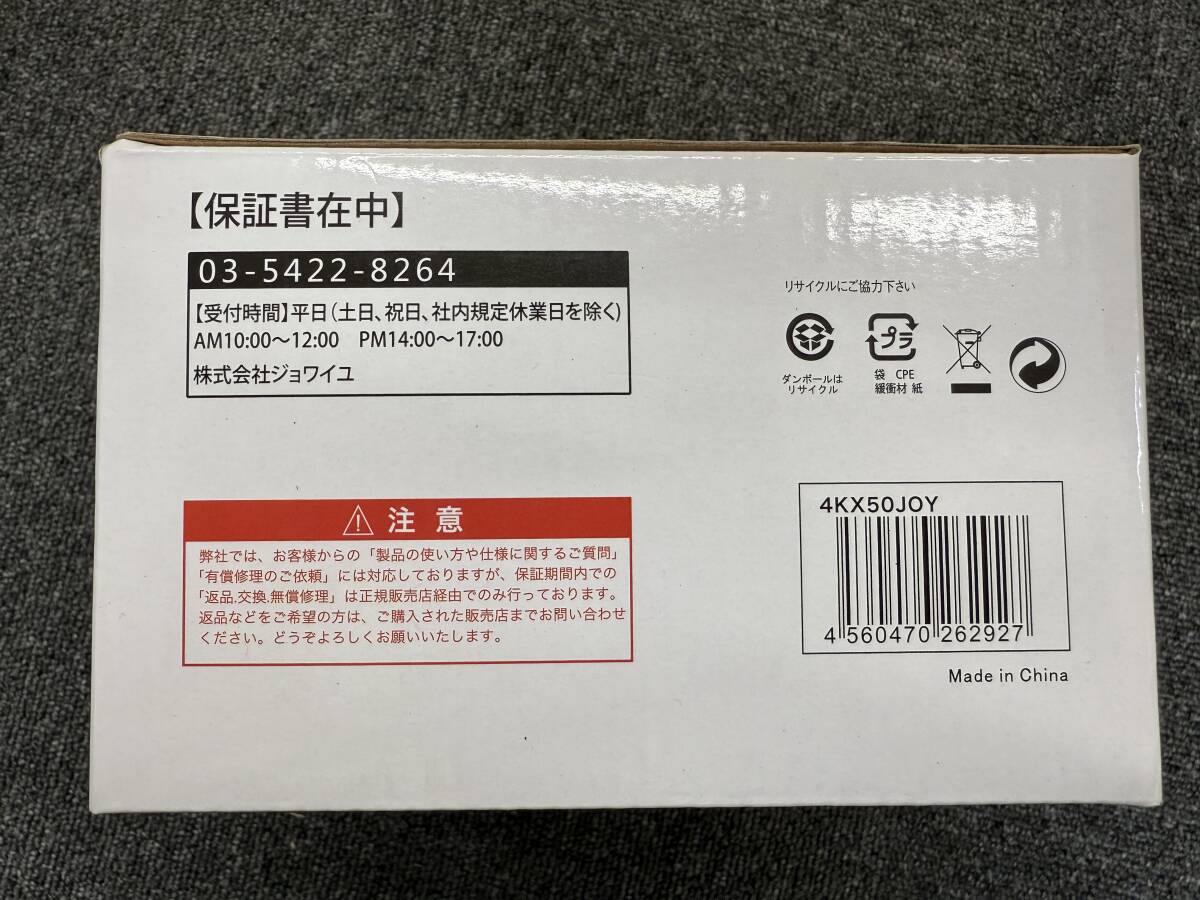 【保証書在中】
03-5422-8264
【受付時間】平日(土日、祝日、社内規定休業日を除く)
AM10:00～12:00 PM14:00～17:00
株式会社ジョワイユ
リサイクルにご協力下さい
プラ
ダンボールは
リサイクル
袋 CPE
緩衝材 紙
注意
弊社では、お客様からの「製品の使い方や仕様に関するご質問」
「有償修理のご依頼」には対応しておりますが、保証期間内での
「返品.交換.無償修理」は正規販売店経由でのみ行っております。
返品などをご希望の方は、ご購入された販売店までお問い合わせ
ください。どうぞよろしくお願いいたします。
4KX50JOY
4 560470 262927
Made in China